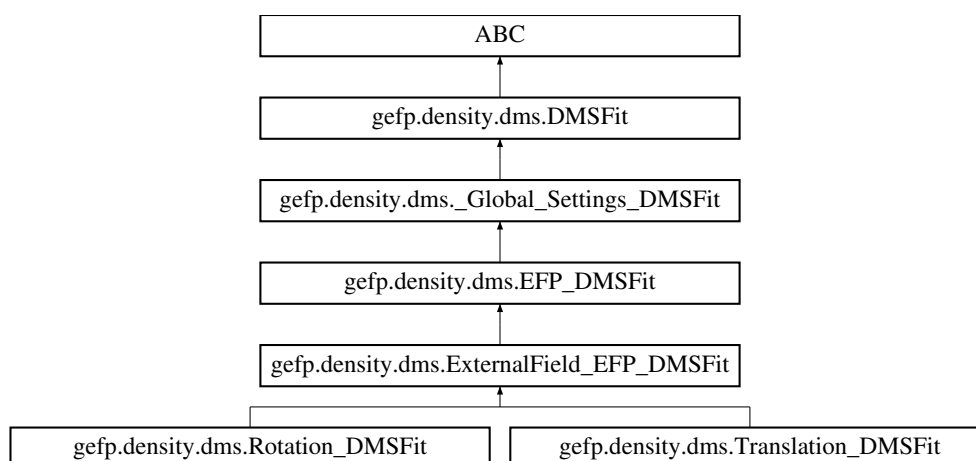 ABC
gefp.density.dms.DMSFit
gefp.density.dms._Global_Settings_DMSFit
gefp.density.dms.EFP_DMSFit
gefp.density.dms.ExternalField_EFP_DMSFit
gefp.density.dms.Rotation_DMSFit
gefp.density.dms.Translation_DMSFit